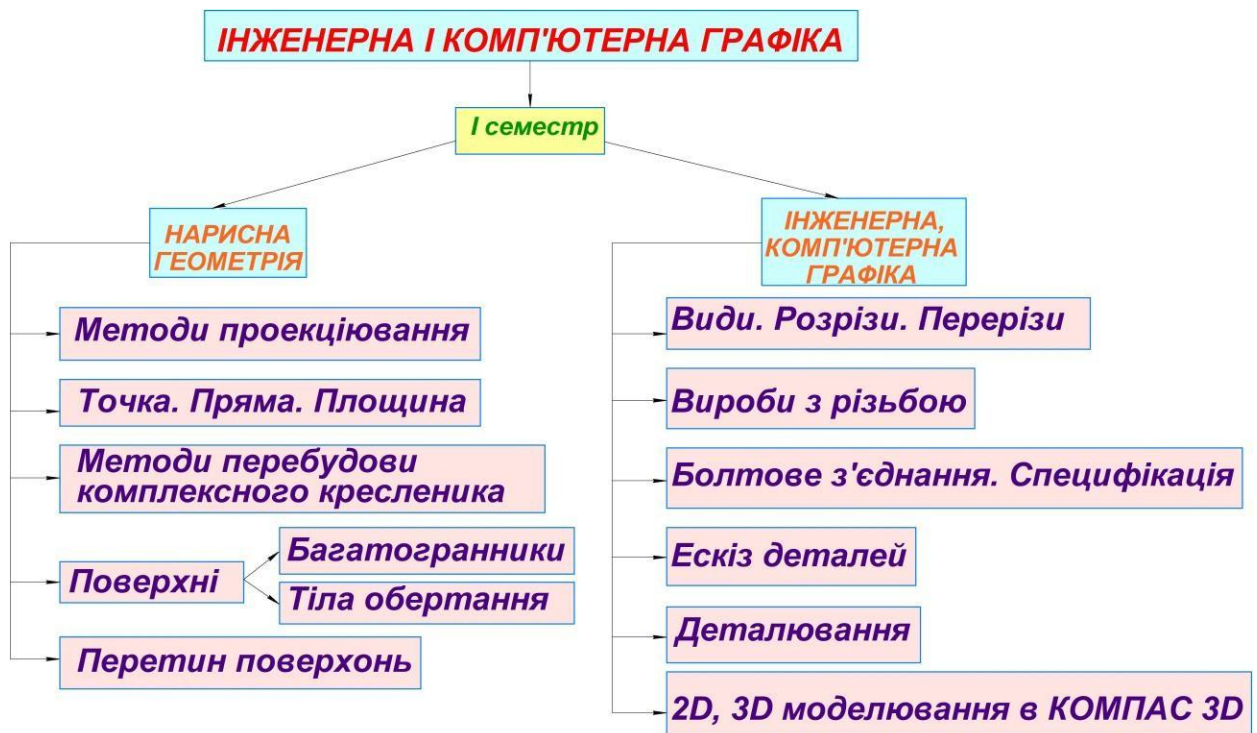 ІНЖЕНЕРНА І КОМП'ЮТЕРНА ГРАФІКА
І семестр
НАРИСНА
ГЕОМЕТРІЯ
Методи проекціювання
Точка. Пряма. Площина
Методи перебудови
комплексного кресленика
Поверхні
Багатогранники
Тіла обертання
Перетин поверхонь
ІНЖЕНЕРНА,
КОМП'ЮТЕРНА
ГРАФІКА
Види. Розрізи. Перерізи
Вироби з різьбою
Болтове з'єднання. Специфікація
Ескіз деталей
Деталювання
2D, 3D моделювання в КОМПАС 3D